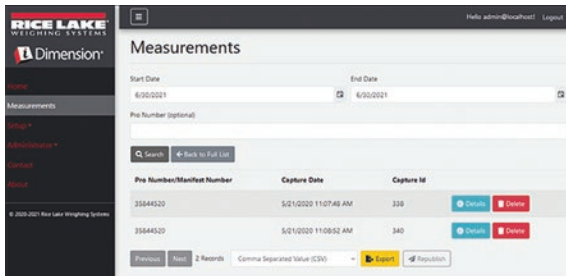 RICE LAKE
WEIGHING SYSTEMS
Dimension
Hello admin@localhost! Logout
Home
Measurements
Setup
Administrator
Contact
About
© 2020-2021 Rice Lake Weighing Systems
Measurements
Start Date End Date
6/30/2021 6/30/2021
Pro Number (optional)
Search Back to Full List
Pro Number/Manifest Number Capture Date Capture Id
35844520 5/21/2020 11:07:48 AM 338 Details Delete
35844520 5/21/2020 11:08:52 AM 340 Details Delete
Previous Next 2 Records Comma Separated Value (CSV) Export Republish